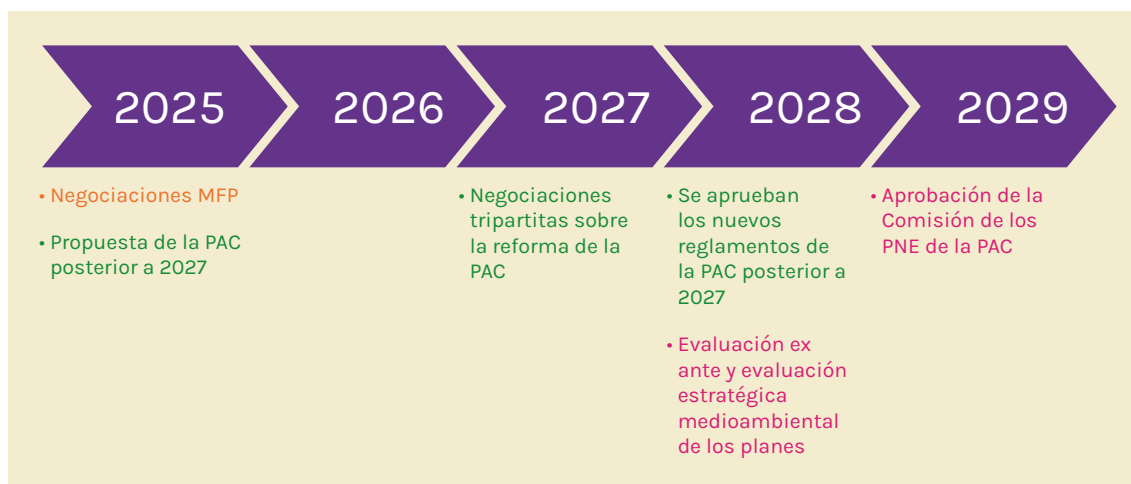 2025
2026
2027
2028
2029
• Negociaciones MFP
• Propuesta de la PAC
posterior a 2027
• Negociaciones
tripartitas sobre
la reforma de la
PAC
• Se aprueban
los nuevos
reglamentos de
la PAC posterior a
2027
• Evaluación ex
ante y evaluación
estratégica
medioambiental
de los planes
• Aprobación de la
Comisión de los
PNE de la PAC